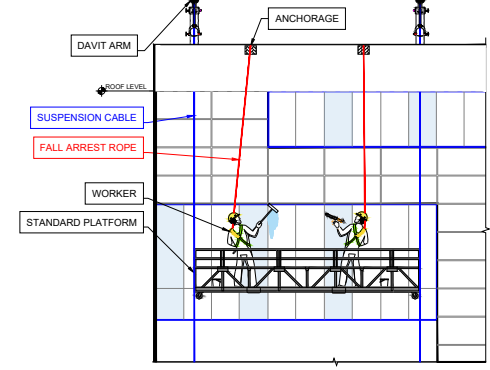 ANCHORAGE
DAVIT ARM
ROOF LEVEL
SUSPENSION CABLE
FALL ARREST ROPE
WORKER
STANDARD PLATFORM